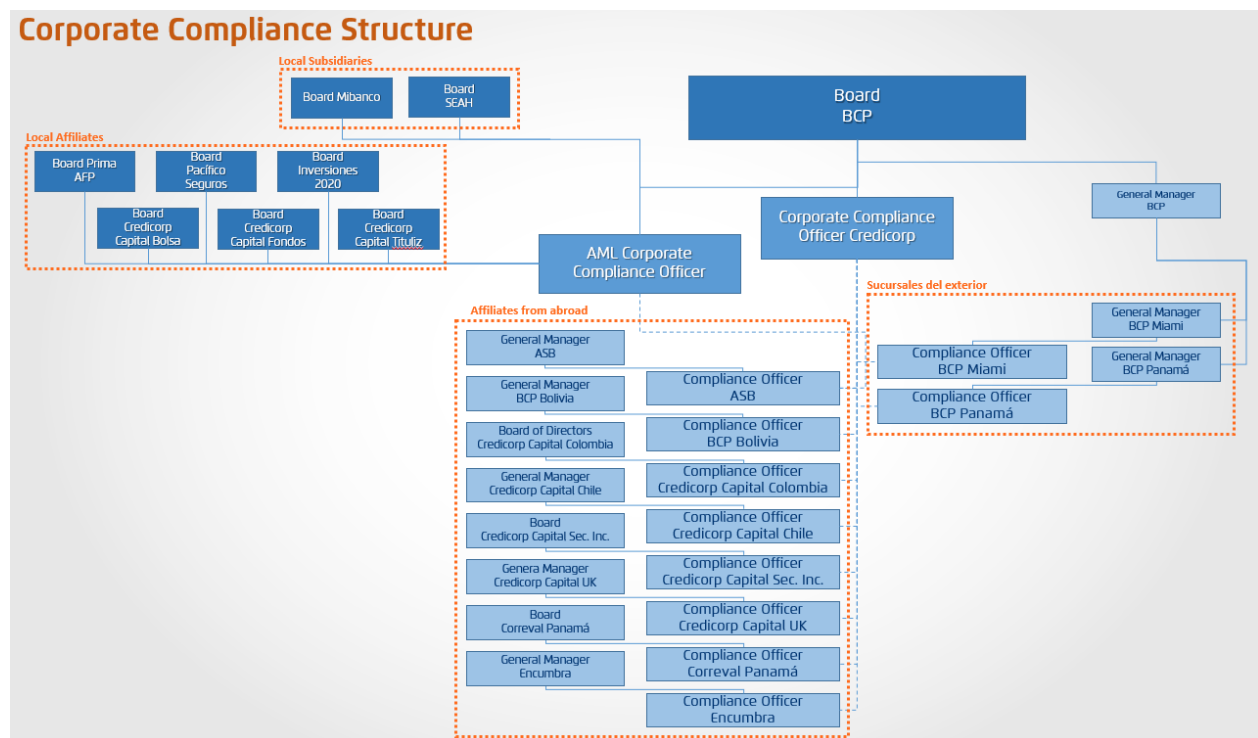 Corporate Compliance Structure
Local Subsidiaries
Board Mibanco
Board
SEAH
Board
BCP
Local Affiliates
Board Prima
AFP
Board
Pacífico
Seguros
Board
Inversiones
2020
Board
Credicorp
Capital Bolsa
Board
Credicorp
Capital Fondos
Board
Credicorp
Capital Tituliz
General Manager
BCP
Corporate Compliance
Officer Credicorp
AML Corporate
Compliance Officer
Affiliates from abroad
General Manager
ASB
Compliance Officer
ASB
General Manager
BCP Bolivia
Compliance Officer
BCP Bolivia
Board of Directors
Credicorp Capital Colombia
Compliance Officer
Credicorp Capital Colombia
General Manager
Credicorp Capital Chile
Compliance Officer
Credicorp Capital Chile
Board
Credicorp Capital Sec. Inc.
Compliance Officer
Credicorp Capital Sec. Inc.
Genera Manager
Credicorp Capital UK
Compliance Officer
Credicorp Capital UK
Board
Correval Panamá
Compliance Officer
Correval Panamá
General Manager
Encumbra
Compliance Officer
Encumbra
Sucursales del exterior
General Manager
BCP Miami
Compliance Officer
BCP Miami
General Manager
BCP Panamá
Compliance Officer
BCP Panamá